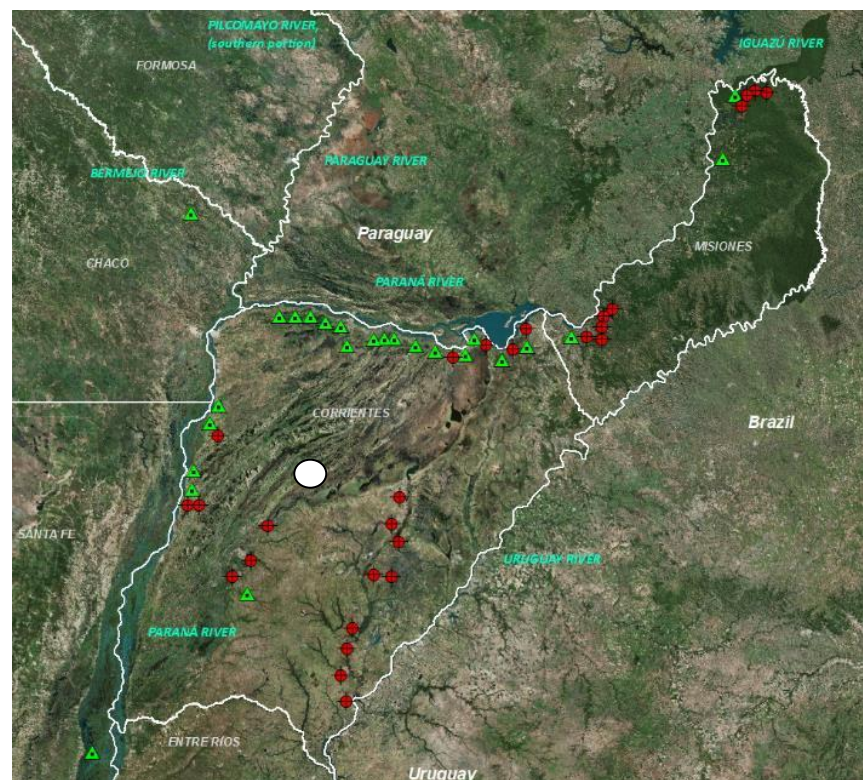 PILCOMAYO RIVER,
(southern portion)
IGUAZÚ RIVER
FORMOSA
BERMEJO RIVER
PARAGUAY RIVER
Paraguay
MISIONES
CHACO
PARANÁ RIVER
CORRIENTES
Brazil
SANTA FE
URUGUAY RIVER
PARANÁ RIVER
ENTRE RÍOS
Uruguay